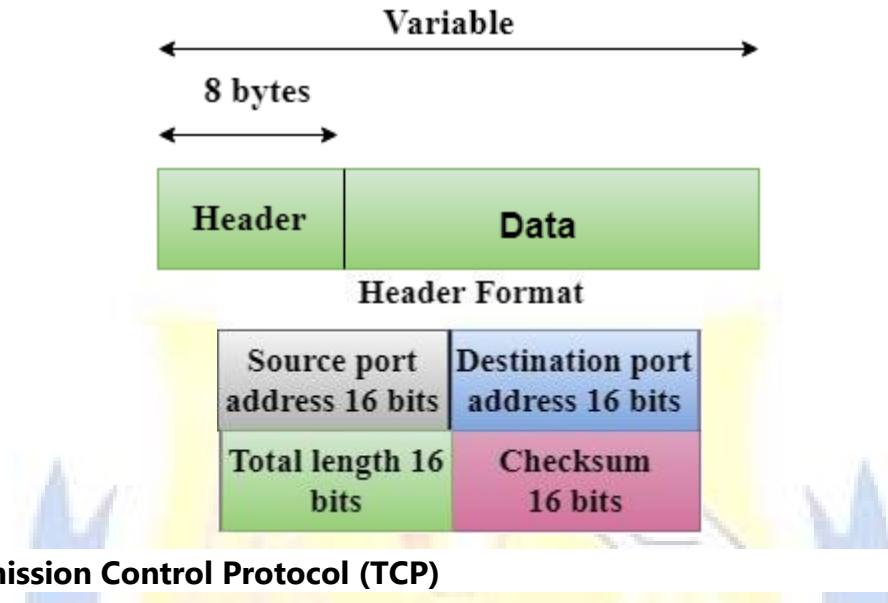 Variable
8 bytes
Header Data
Header Format
Source port Destination port
address 16 bits address 16 bits
Total length 16 Checksum
bits 16 bits
Control Protocol (TCP)